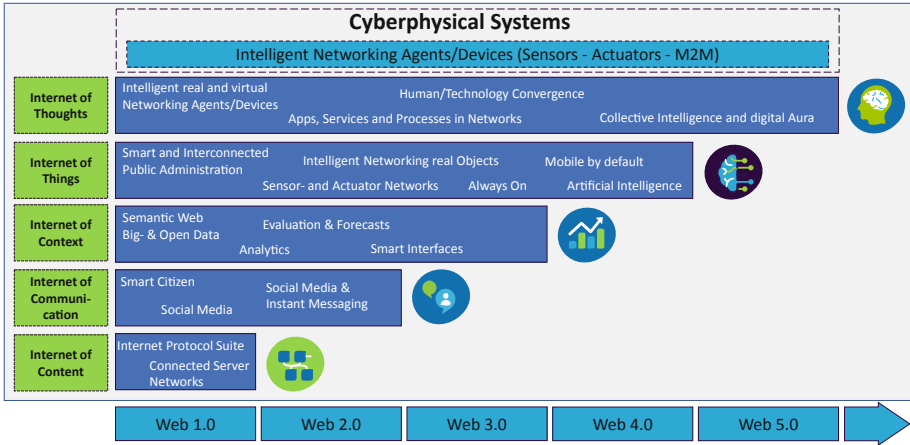 Cyberphysical Systems
Intelligent Networking Agents/Devices (Sensors - Actuators - M2M)
Internet of
Thoughts
Intelligent real and virtual
Networking Agents/Devices
Human/Technology Convergence
Apps, Services and Processes in Networks
Collective Intelligence and digital Aura
Internet of
Things
Smart and Interconnected
Public Administration
Intelligent Networking real Objects
Mobile by default
Sensor- and Actuator Networks
Always On
Artificial Intelligence
Internet of
Context
Semantic Web
Big- & Open Data
Evaluation & Forecasts
Analytics
Smart Interfaces
Internet of
Communi-
cation
Smart Citizen
Social Media
Social Media &
Instant Messaging
Internet of
Content
Internet Protocol Suite
Connected Server
Networks
Web 1.0
Web 2.0
Web 3.0
Web 4.0
Web 5.0